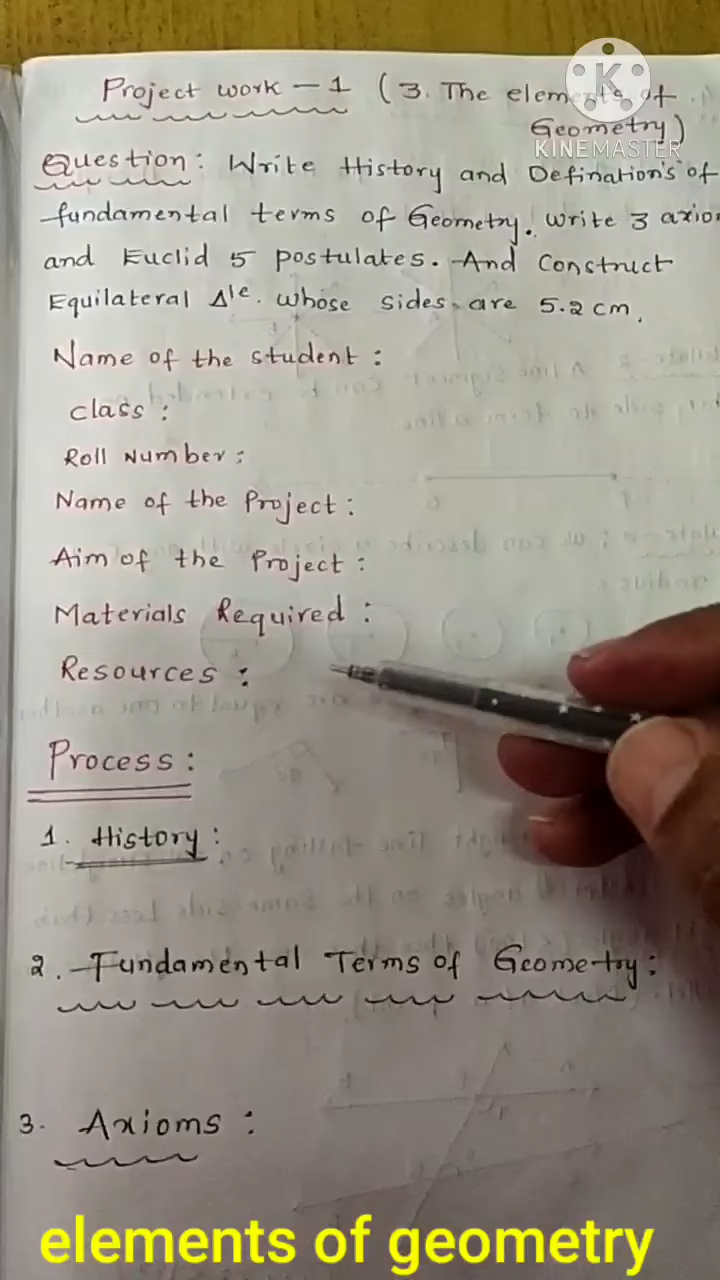 Project work - 1 (3. The elements of
Geometry)
KINEMASTER
Question: Write History and Defination's of
fundamental terms of Geometry. Write 3 axiom
and Euclid 5 postulates. And Construct
Equilateral Δle. whose sides are 5.2 cm.
Name of the student :
Class :
Roll Number :
Name of the Project :
Aim of the Project :
Materials Required :
Resources :
Process :
1. History :
2. Fundamental Terms of Geometry :
3. Axioms :
elements of geometry